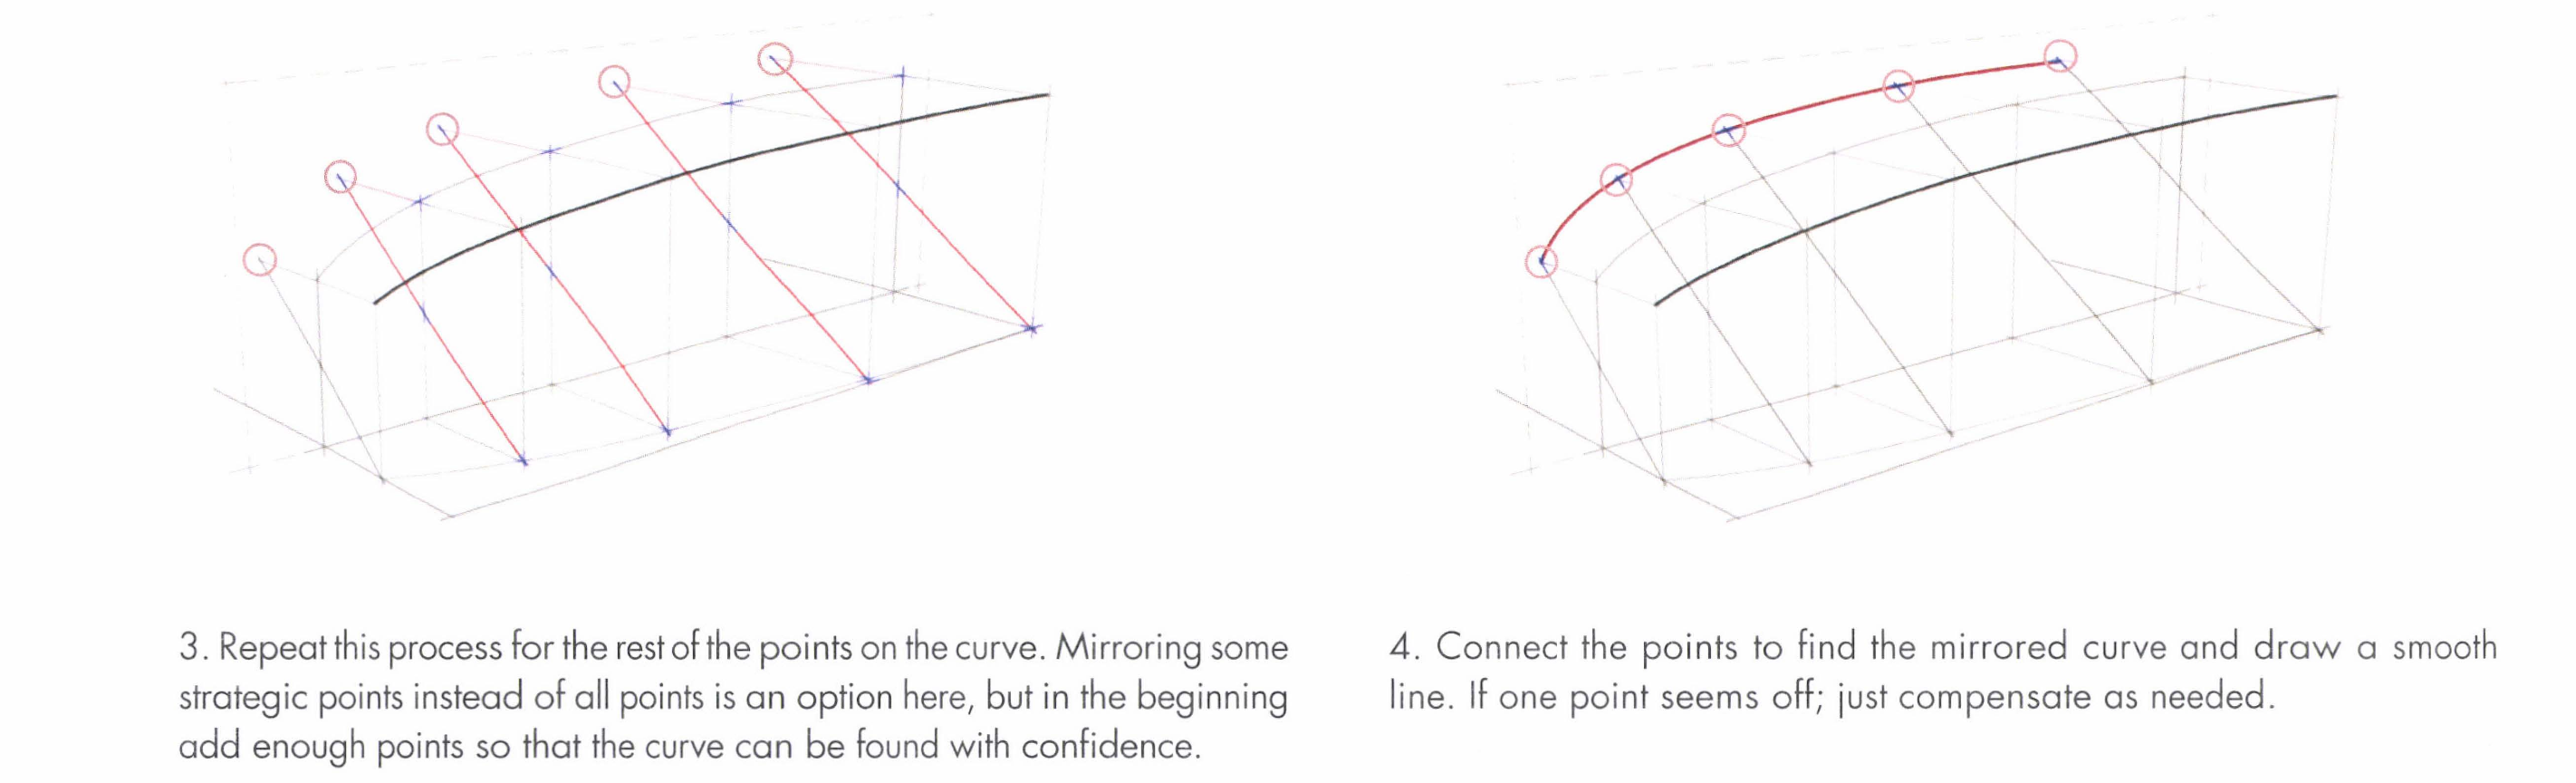 3. Repeat this process for the rest of the points on the curve. Mirroring some
strategic points instead of all points is an option here, but in the beginning
add enough points so that the curve can be found with confidence.
4. Connect the points to find the mirrored curve and draw a smooth
line. If one point seems off; just compensate as needed.